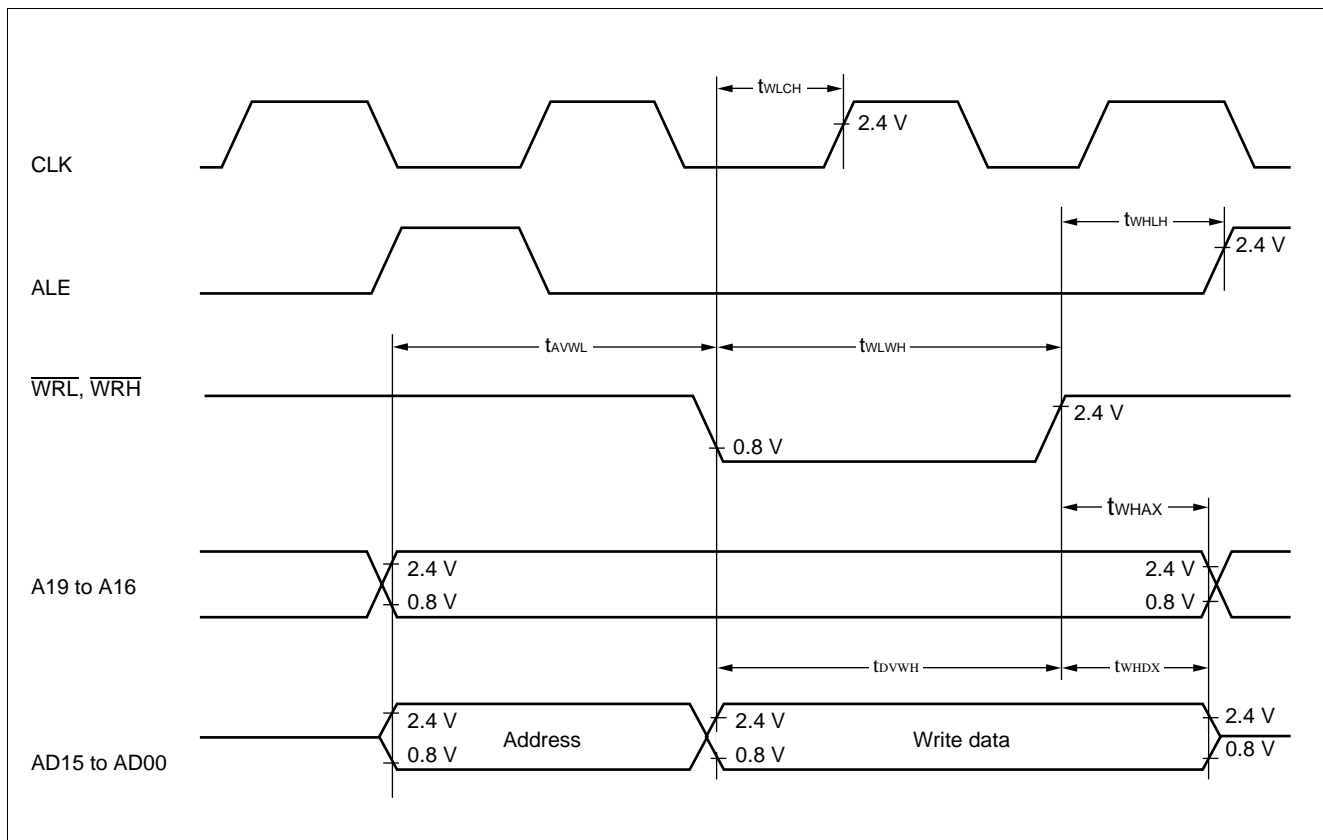 tWLCH
2.4 V
CLK
tWHLH
2.4 V
ALE
tAVWL
tWLWH
WRL, WRH
2.4 V
0.8 V
tWHAX
2.4 V
2.4 V
A19 to A16
0.8 V
0.8 V
tDVWH
tWHDX
2.4 V
2.4 V
2.4 V
Address
Write data
0.8 V
0.8 V
0.8 V
AD15 to AD00